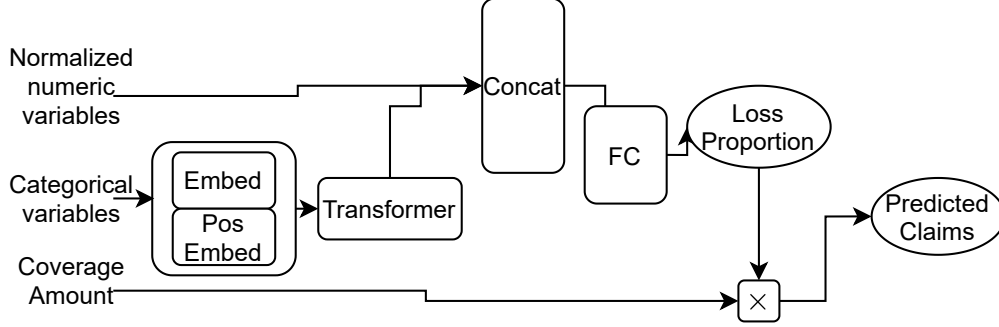 Normalized
numeric
variables
Concat
Loss
Proportion
FC
Categorical
variables
Embed
Pos
Embed
Transformer
Predicted
Claims
Coverage
Amount
×